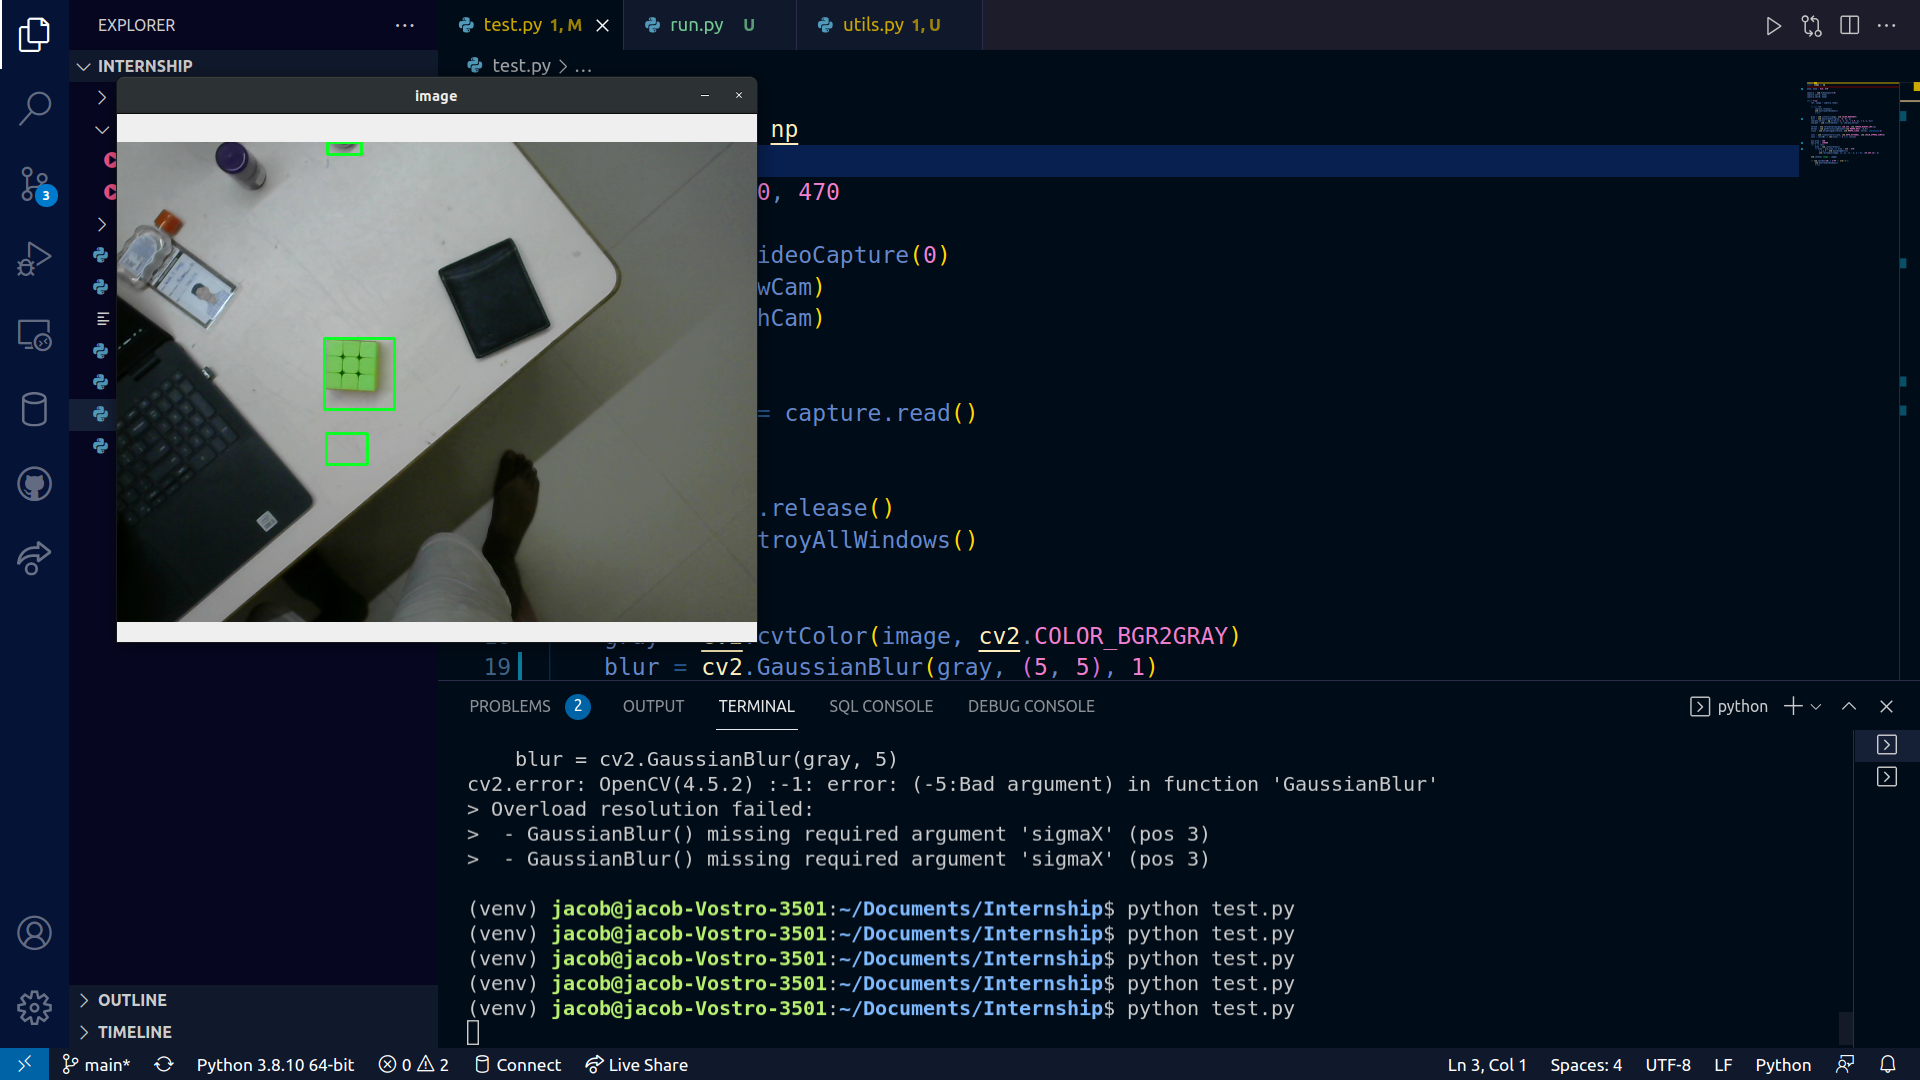 EXPLORER
test.py 1, M
run.py U
utils.py 1, U
INTERNSHIP
test.py > ...
image
np
0, 470
ideoCapture(0)
wCam)
hCam)
= capture.read()
.release()
troyAllWindows()
cvtColor(image, cv2.COLOR_BGR2GRAY)
19 blur = cv2.GaussianBlur(gray, (5, 5), 1)
3
PROBLEMS 2 OUTPUT TERMINAL SQL CONSOLE DEBUG CONSOLE
python
blur = cv2.GaussianBlur(gray, 5)
cv2.error: OpenCV(4.5.2) :-1: error: (-5:Bad argument) in function 'GaussianBlur'
> Overload resolution failed:
>  - GaussianBlur() missing required argument 'sigmaX' (pos 3)
>  - GaussianBlur() missing required argument 'sigmaX' (pos 3)
(venv) jacob@jacob-Vostro-3501:~/Documents/Internship$ python test.py
(venv) jacob@jacob-Vostro-3501:~/Documents/Internship$ python test.py
(venv) jacob@jacob-Vostro-3501:~/Documents/Internship$ python test.py
(venv) jacob@jacob-Vostro-3501:~/Documents/Internship$ python test.py
(venv) jacob@jacob-Vostro-3501:~/Documents/Internship$ python test.py
OUTLINE
TIMELINE
main* Python 3.8.10 64-bit 0 2 Connect Live Share Ln 3, Col 1 Spaces: 4 UTF-8 LF Python